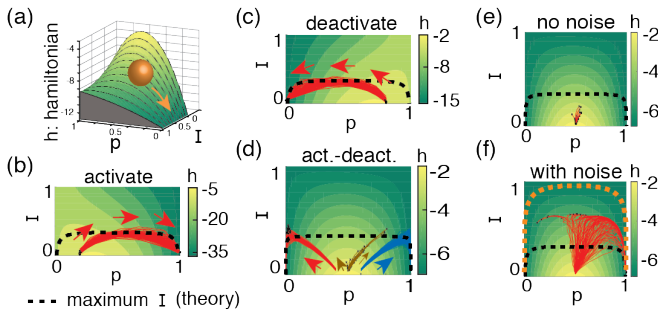 (a)
h: hamiltonian
-4
-8
-12
1
0.5
0
p
1
0.5
0
I
(b)
activate
I
1
0
0
p
1
h
-5
-20
-35
maximum I (theory)
(c)
deactivate
I
1
0
0
p
1
h
-2
-8
-15
(d)
act.-deact.
I
1
0
0
p
1
h
-2
-4
-6
(e)
no noise
I
1
0
0
p
1
h
-2
-4
-6
(f)
with noise
I
1
0
0
p
1
h
-2
-4
-6